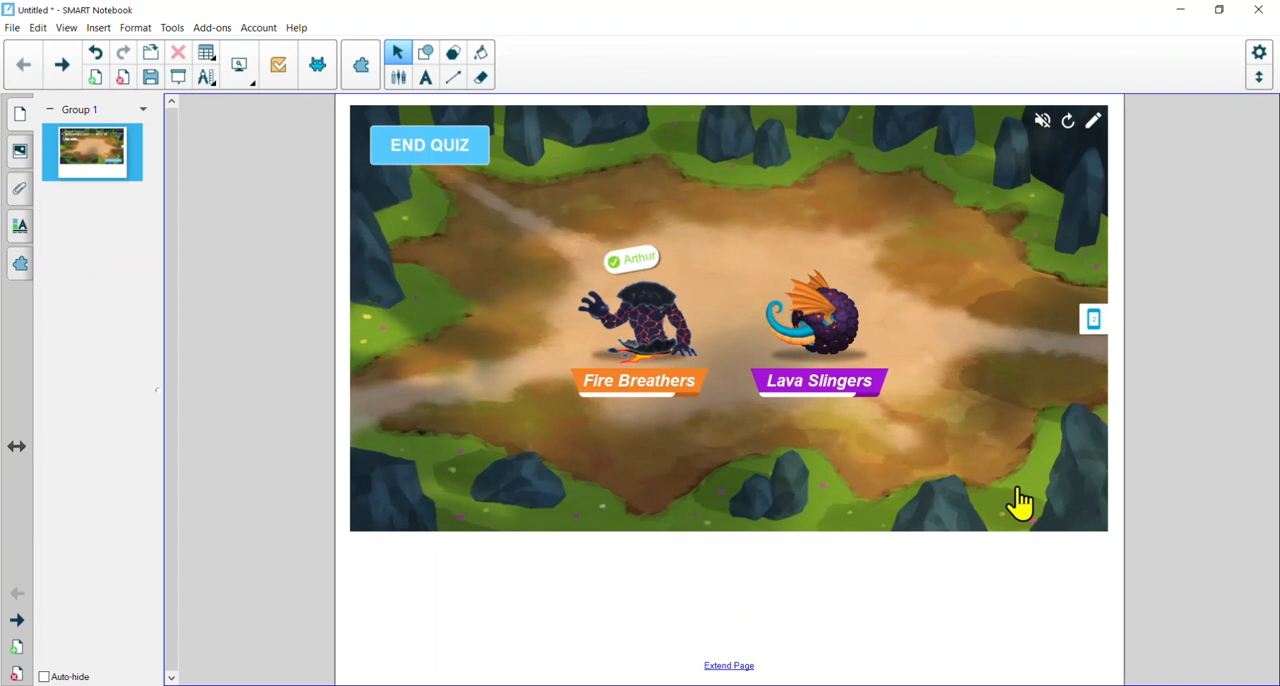 Untitled * - SMART Notebook
File Edit View Insert Format Tools Add-ons Account Help
Group 1
END QUIZ
Arthur
2
Fire Breathers
Lava Slingers
Extend Page
Auto-hide